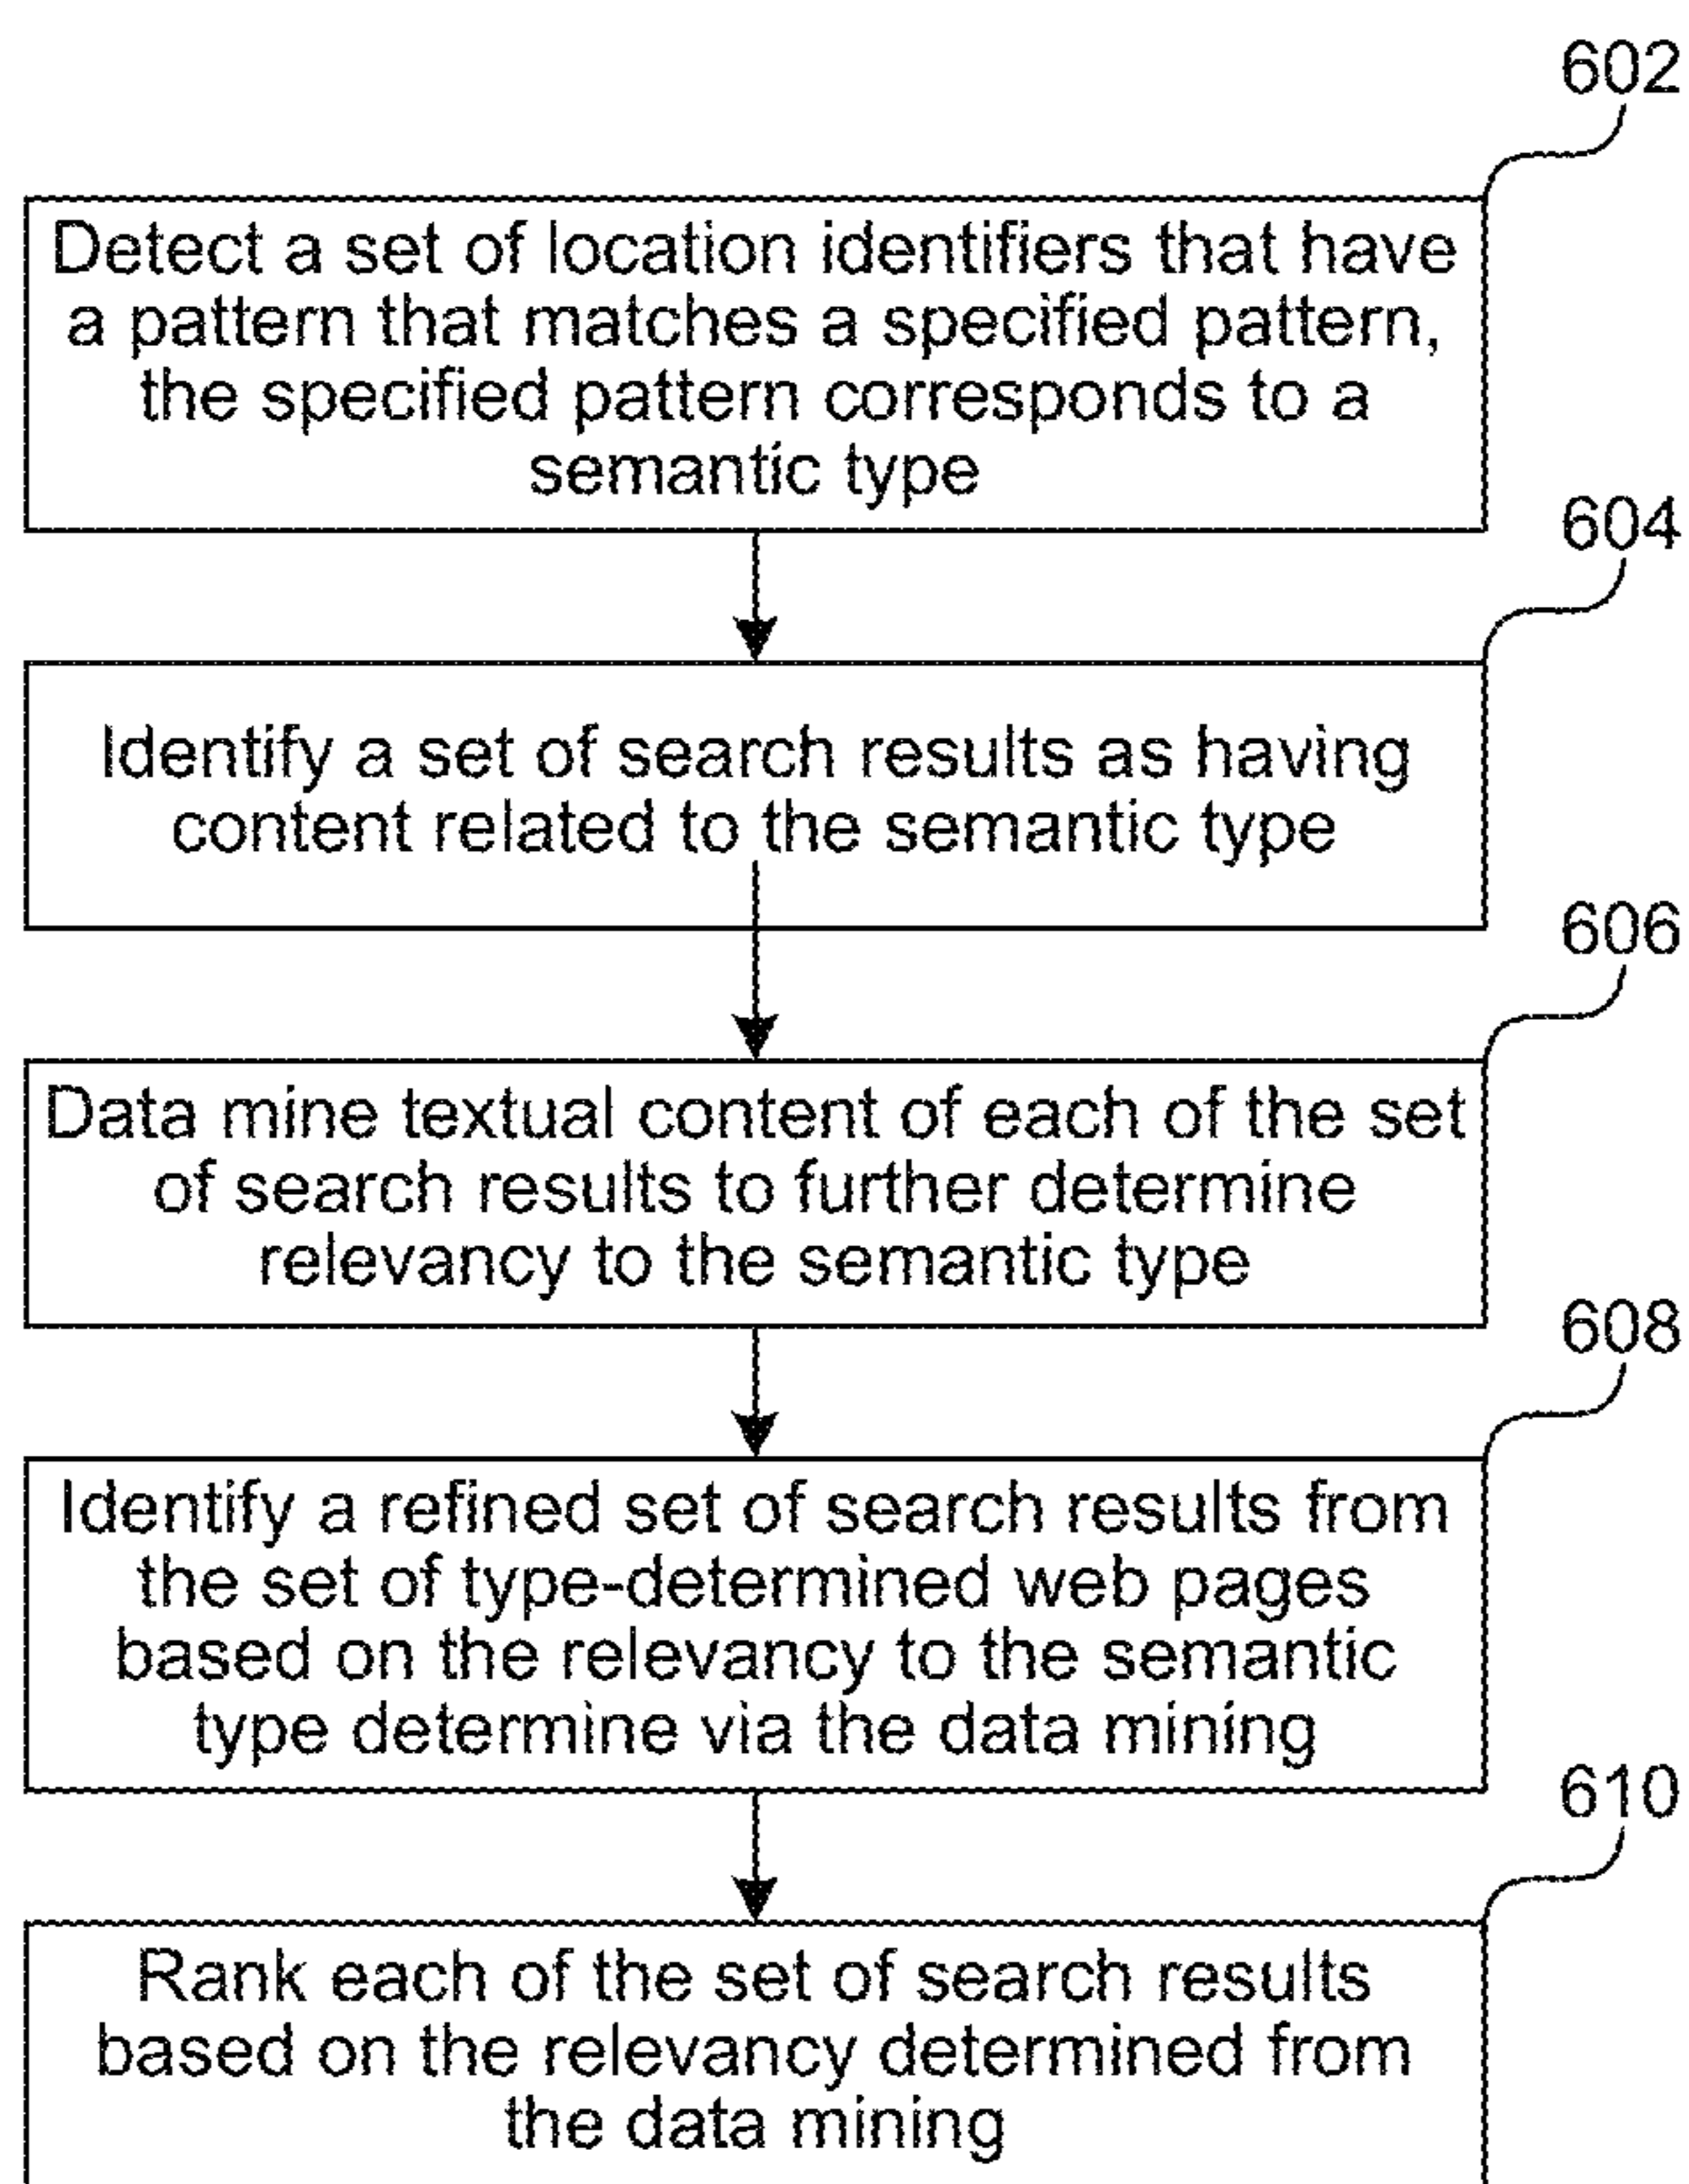 602
Detect a set of location identifiers that have
a pattern that matches a specified pattern,
the specified pattern corresponds to a
semantic type
604
Identify a set of search results as having
content related to the semantic type
606
Data mine textual content of each of the set
of search results to further determine
relevancy to the semantic type
608
Identify a refined set of search results from
the set of type-determined web pages
based on the relevancy to the semantic
type determine via the data mining
610
Rank each of the set of search results
based on the relevancy determined from
the data mining